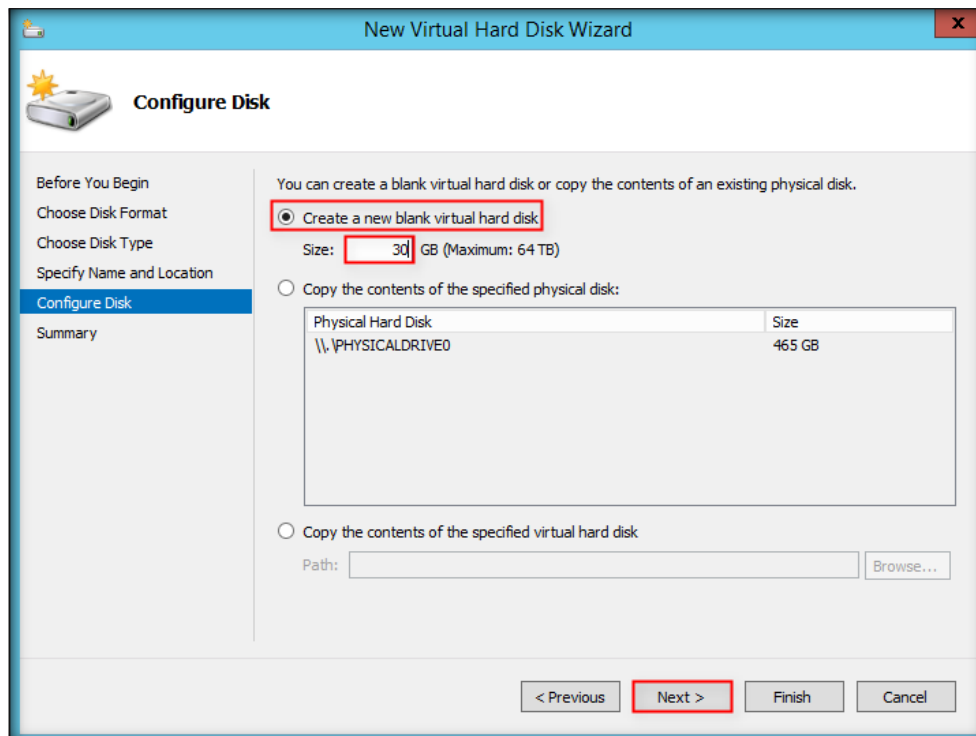 New Virtual Hard Disk Wizard
x
Configure Disk
Before You Begin
Choose Disk Format
Choose Disk Type
Specify Name and Location
Configure Disk
Summary
You can create a blank virtual hard disk or copy the contents of an existing physical disk.
Create a new blank virtual hard disk
Size: 30 GB (Maximum: 64 TB)
Copy the contents of the specified physical disk:
Physical Hard Disk Size
\\.\PHYSICALDRIVE0 465 GB
Copy the contents of the specified virtual hard disk
Path: Browse...
< Previous Next > Finish Cancel